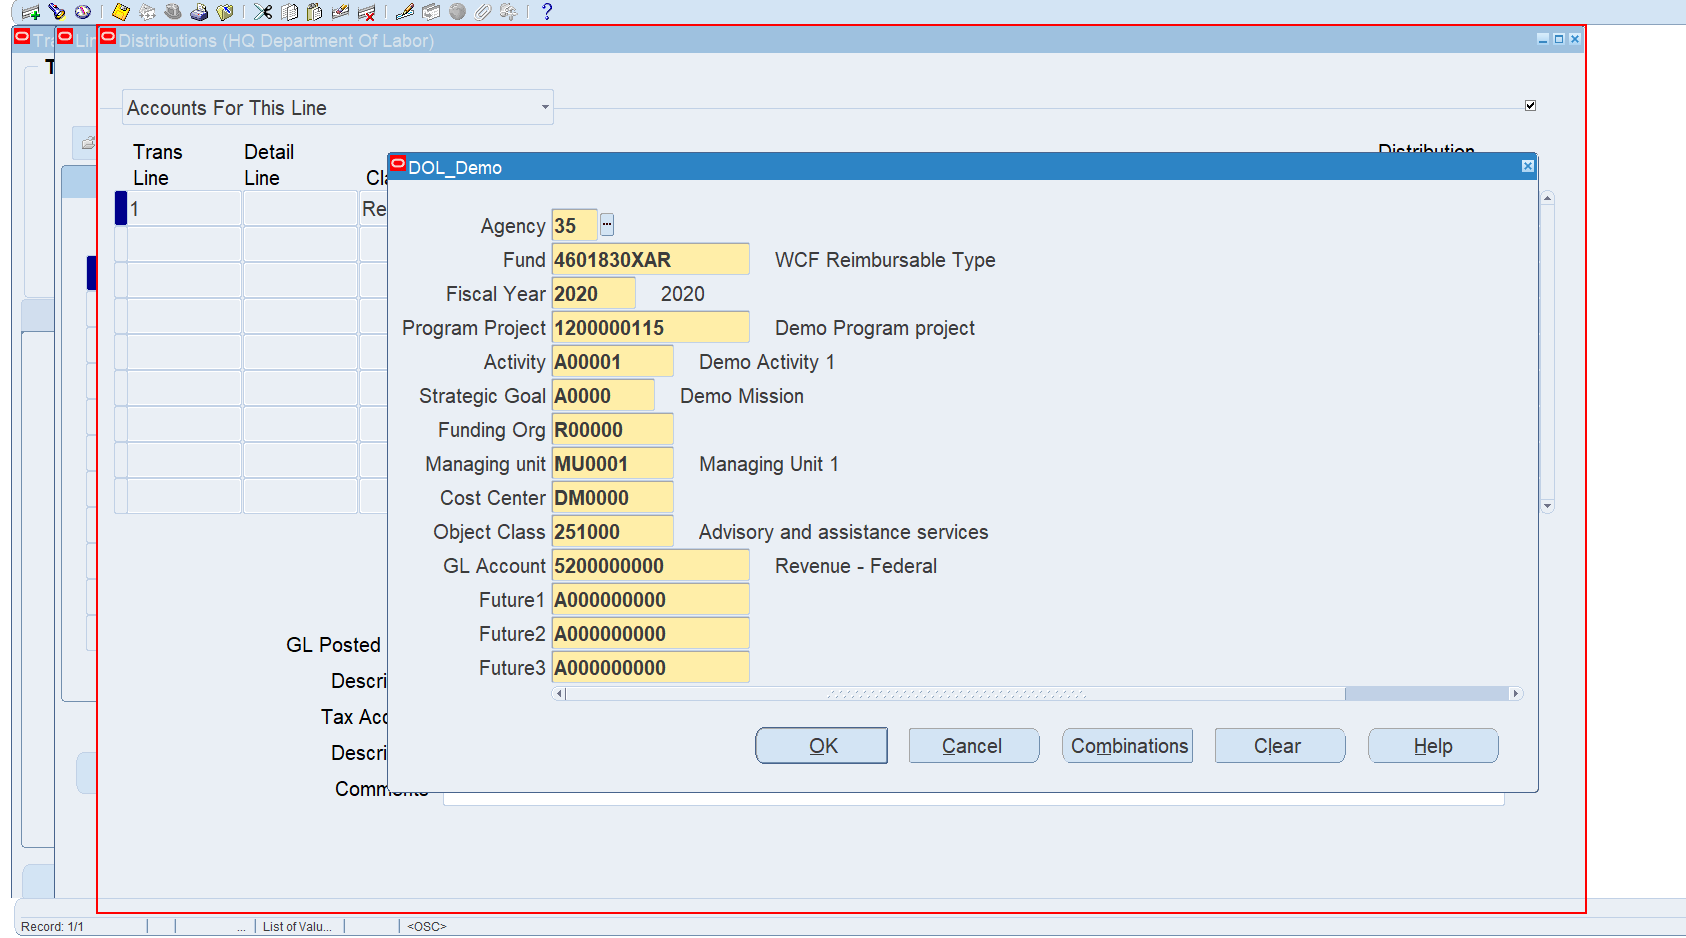 Tra
Lin
Distributions (HQ Department Of Labor)
T
Accounts For This Line
Trans
Line
Detail
Line
Cla
Distribution
1
Re
DOL_Demo
Agency 35 ...
Fund 4601830XAR WCF Reimbursable Type
Fiscal Year 2020 2020
Program Project 1200000115 Demo Program project
Activity A00001 Demo Activity 1
Strategic Goal A0000 Demo Mission
Funding Org R00000
Managing unit MU0001 Managing Unit 1
Cost Center DM0000
Object Class 251000 Advisory and assistance services
GL Account 5200000000 Revenue - Federal
Future1 A000000000
Future2 A000000000
Future3 A000000000
OK Cancel Combinations Clear Help
GL Posted
Descri
Tax Acc
Descri
Comments
Record: 1/1 ... List of Valu... <OSC>